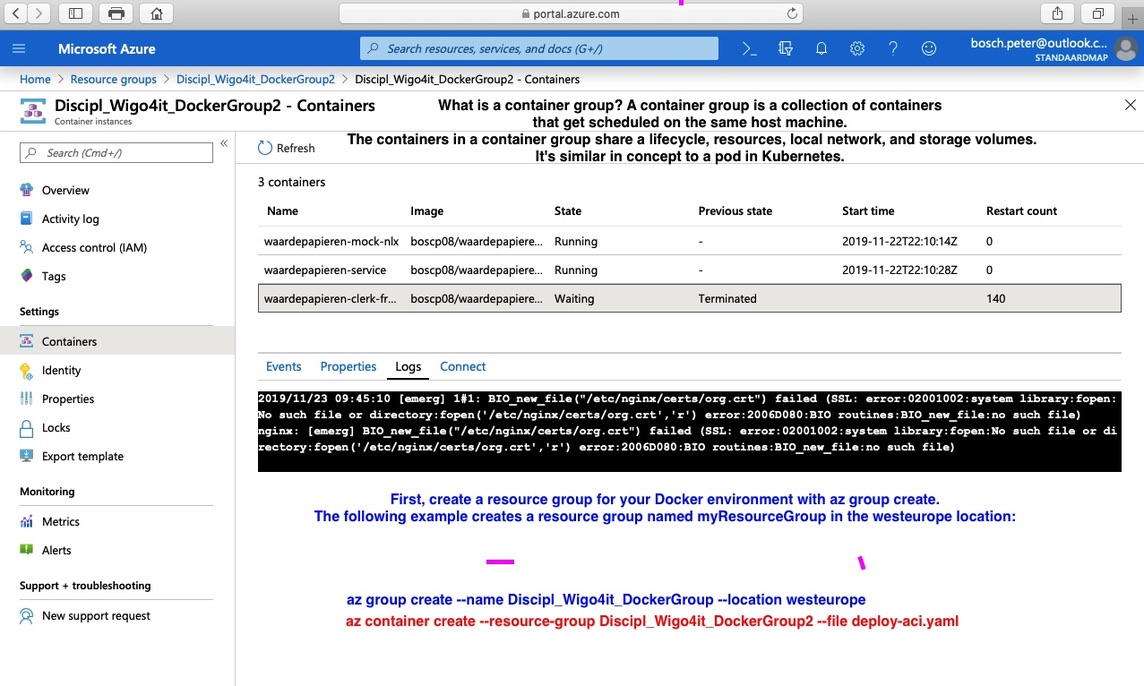 portal.azure.com
Microsoft Azure
Search resources, services, and docs (G+/)
bosch.peter@outlook.c...
STANDAARDMAP
Home > Resource groups > Discipl_Wigo4it_DockerGroup2 > Discipl_Wigo4it_DockerGroup2 - Containers
Discipl_Wigo4it_DockerGroup2 - Containers
Container instances
What is a container group? A container group is a collection of containers
that get scheduled on the same host machine.
The containers in a container group share a lifecycle, resources, local network, and storage volumes.
It's similar in concept to a pod in Kubernetes.
Search (Cmd+/)
Overview
Activity log
Access control (IAM)
Tags
Settings
Containers
Identity
Properties
Locks
Export template
Monitoring
Metrics
Alerts
Support + troubleshooting
New support request
Refresh
3 containers
Name Image State Previous state Start time Restart count
waardepapieren-mock-nlx boscp08/waardepapiere... Running - 2019-11-22T22:10:14Z 0
waardepapieren-service boscp08/waardepapiere... Running - 2019-11-22T22:10:28Z 0
waardepapieren-clerk-fr... boscp08/waardepapiere... Waiting Terminated 140
Events Properties Logs Connect
2019/11/23 09:45:10 [emerg] 1#1: BIO_new_file("/etc/nginx/certs/org.crt") failed (SSL: error:02001002:system library:fopen:
No such file or directory:fopen('/etc/nginx/certs/org.crt','r') error:2006D080:BIO routines:BIO_new_file:no such file)
nginx: [emerg] BIO_new_file("/etc/nginx/certs/org.crt") failed (SSL: error:02001002:system library:fopen:No such file or di
rectory:fopen('/etc/nginx/certs/org.crt','r') error:2006D080:BIO routines:BIO_new_file:no such file)
First, create a resource group for your Docker environment with az group create.
The following example creates a resource group named myResourceGroup in the westeurope location:
az group create --name Discipl_Wigo4it_DockerGroup --location westeurope
az container create --resource-group Discipl_Wigo4it_DockerGroup2 --file deploy-aci.yaml